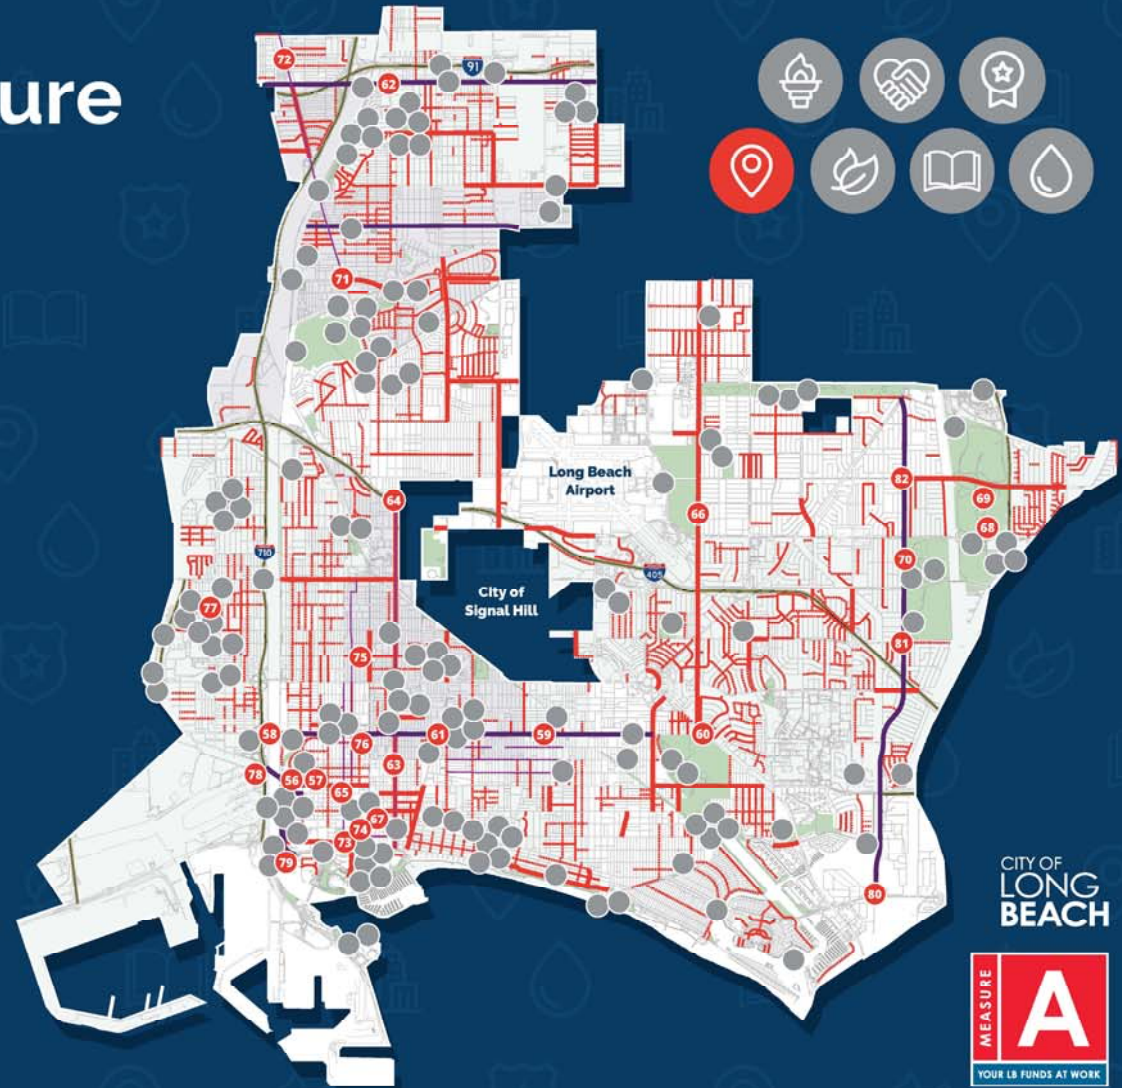 ure
72
91
62
71
Long Beach
Airport
64
82
69
66
68
710
70
405
City of
Signal Hill
77
81
75
58
61
59
60
76
78
56
57
63
65
67
74
73
79
80
CITY OF
LONG
BEACH
MEASURE
A
YOUR LB FUNDS AT WORK